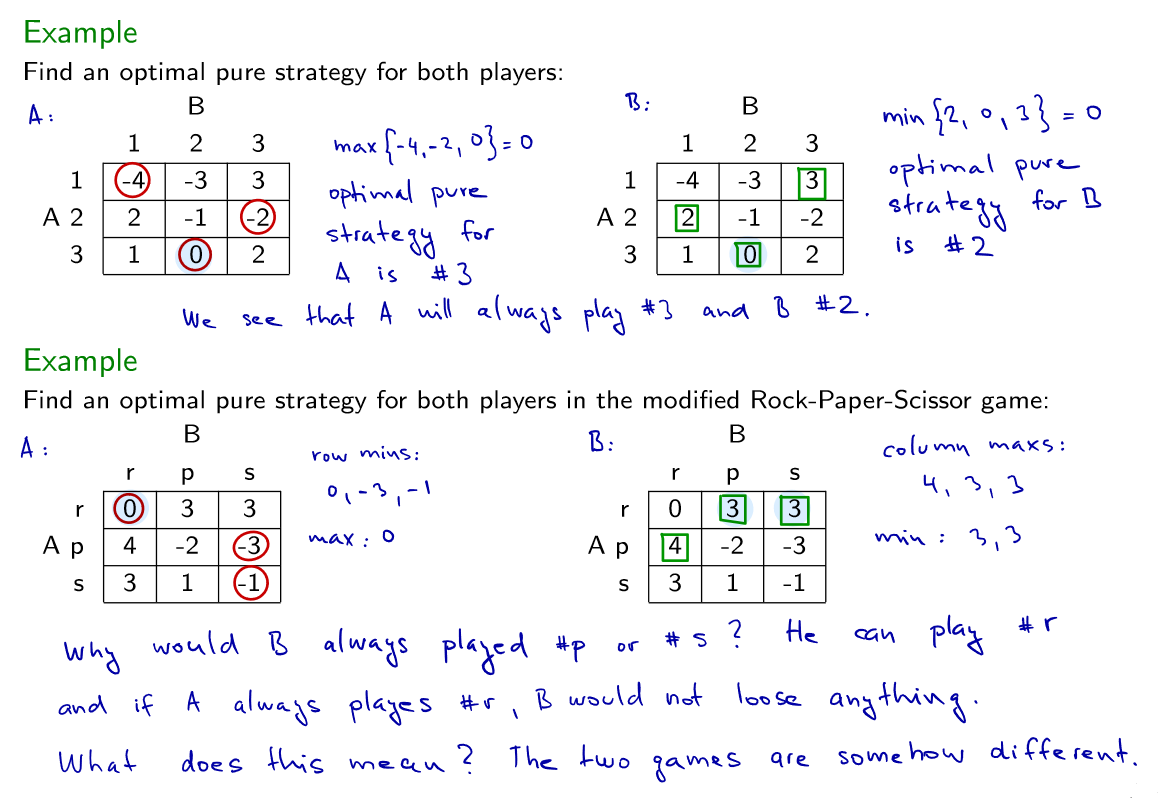 Example
Find an optimal pure strategy for both players:
A: B
1 2 3
1 -4 -3 3
A 2 2 -1 -2
3 1 0 2
max{-4,-2, 0}=0
optimal pure
strategy for
A is #3
B: B
1 2 3
1 -4 -3 3
A 2 2 -1 -2
3 1 0 2
min {2, 0, 3} = 0
optimal pure
strategy for B
is #2
We see that A will always play #3 and B #2.
Example
Find an optimal pure strategy for both players in the modified Rock-Paper-Scissor game:
A: B
r p s
r 0 3 3
A p 4 -2 -3
s 3 1 -1
row mins:
0, -3, -1
max: 0
B: B
r p s
r 0 3 3
A p 4 -2 -3
s 3 1 -1
column maxs:
4, 3, 3
min: 3,3
Why would B always played #p or #s? He can play #r
and if A always playes #r, B would not loose anything.
What does this mean? The two games are somehow different.